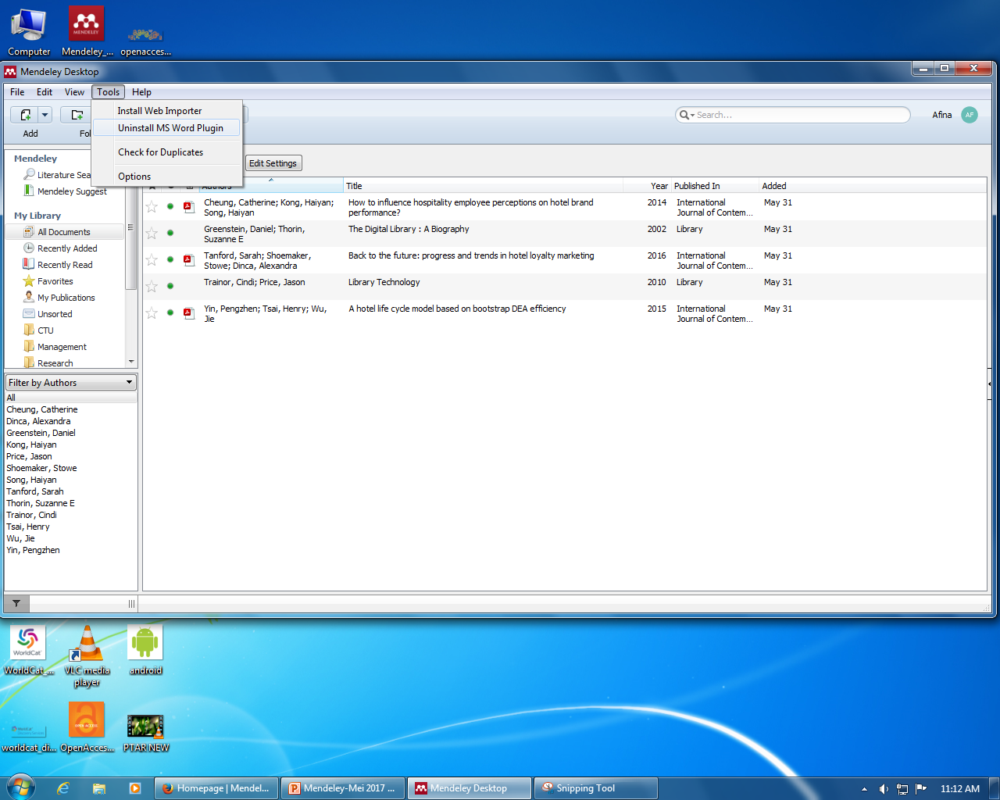 Computer
MENDELEY
Mendeley_...
openacces...
Mendeley Desktop
File Edit View Tools Help
Install Web Importer
Uninstall MS Word Plugin
Check for Duplicates
Options
Add
Fol
Search...
Afina
AF
Edit Settings
Mendeley
Literature Sea
Mendeley Suggest
My Library
All Documents
Recently Added
Recently Read
Favorites
My Publications
Unsorted
CTU
Management
Research
Authors Title Year Published In Added
Cheung, Catherine; Kong, Haiyan; Song, Haiyan How to influence hospitality employee perceptions on hotel brand performance? 2014 International Journal of Contem... May 31
Greenstein, Daniel; Thorin, Suzanne E The Digital Library : A Biography 2002 Library May 31
Tanford, Sarah; Shoemaker, Stowe; Dinca, Alexandra Back to the future: progress and trends in hotel loyalty marketing 2016 International Journal of Contem... May 31
Trainor, Cindi; Price, Jason Library Technology 2010 Library May 31
Yin, Pengzhen; Tsai, Henry; Wu, Jie A hotel life cycle model based on bootstrap DEA efficiency 2015 International Journal of Contem... May 31
Filter by Authors
All
Cheung, Catherine
Dinca, Alexandra
Greenstein, Daniel
Kong, Haiyan
Price, Jason
Shoemaker, Stowe
Song, Haiyan
Tanford, Sarah
Thorin, Suzanne E
Trainor, Cindi
Tsai, Henry
Wu, Jie
Yin, Pengzhen
WorldCat
WorldCat_...
VLC media
player
android
OPEN ACCESS
worldcat_di...
OpenAcces...
PTAR NEW
Homepage | Mendel...
Mendeley-Mei 2017 ...
Mendeley Desktop
Snipping Tool
11:12 AM